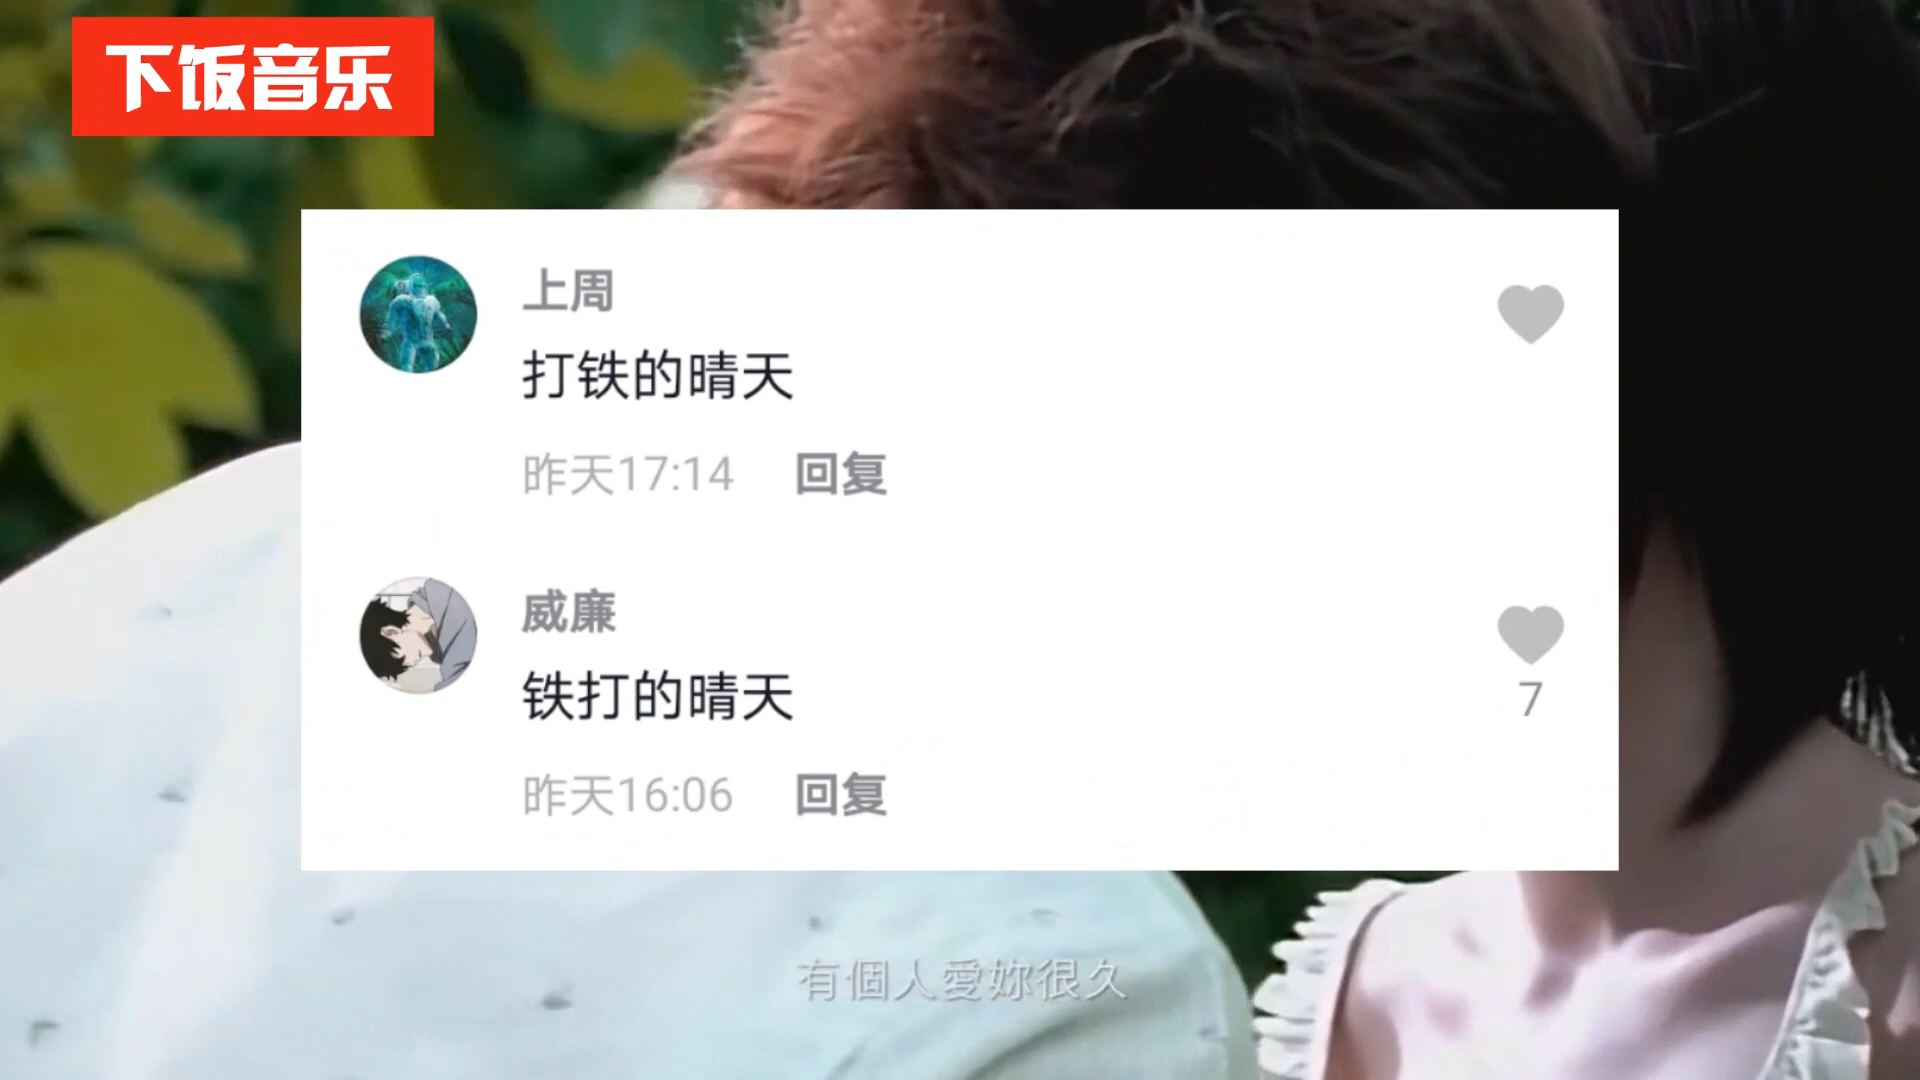 下饭音乐
上周
打铁的晴天
昨天17:14 回复
威廉
铁打的晴天
7
昨天16:06 回复
有個人愛妳很久